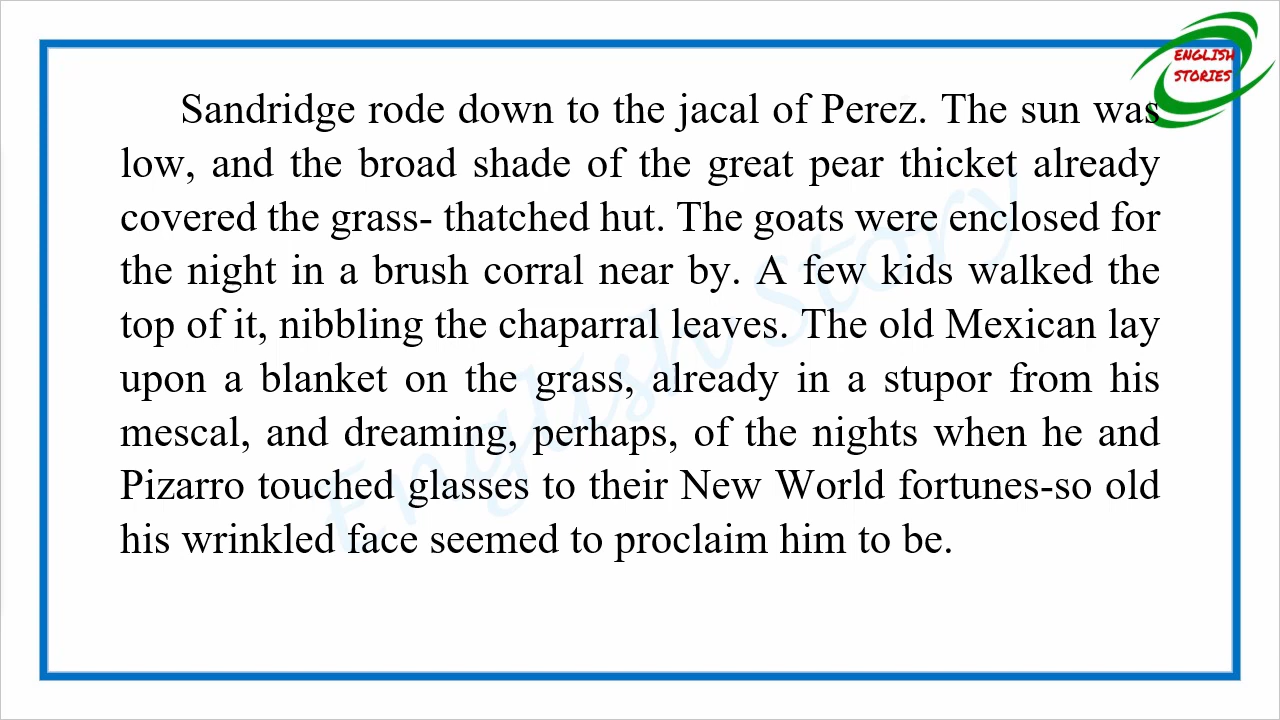 ENGLISH
STORIES
Sandridge rode down to the jacal of Perez. The sun was
low, and the broad shade of the great pear thicket already
covered the grass- thatched hut. The goats were enclosed for
the night in a brush corral near by. A few kids walked the
top of it, nibbling the chaparral leaves. The old Mexican lay
upon a blanket on the grass, already in a stupor from his
mescal, and dreaming, perhaps, of the nights when he and
Pizarro touched glasses to their New World fortunes-so old
his wrinkled face seemed to proclaim him to be.
English Story